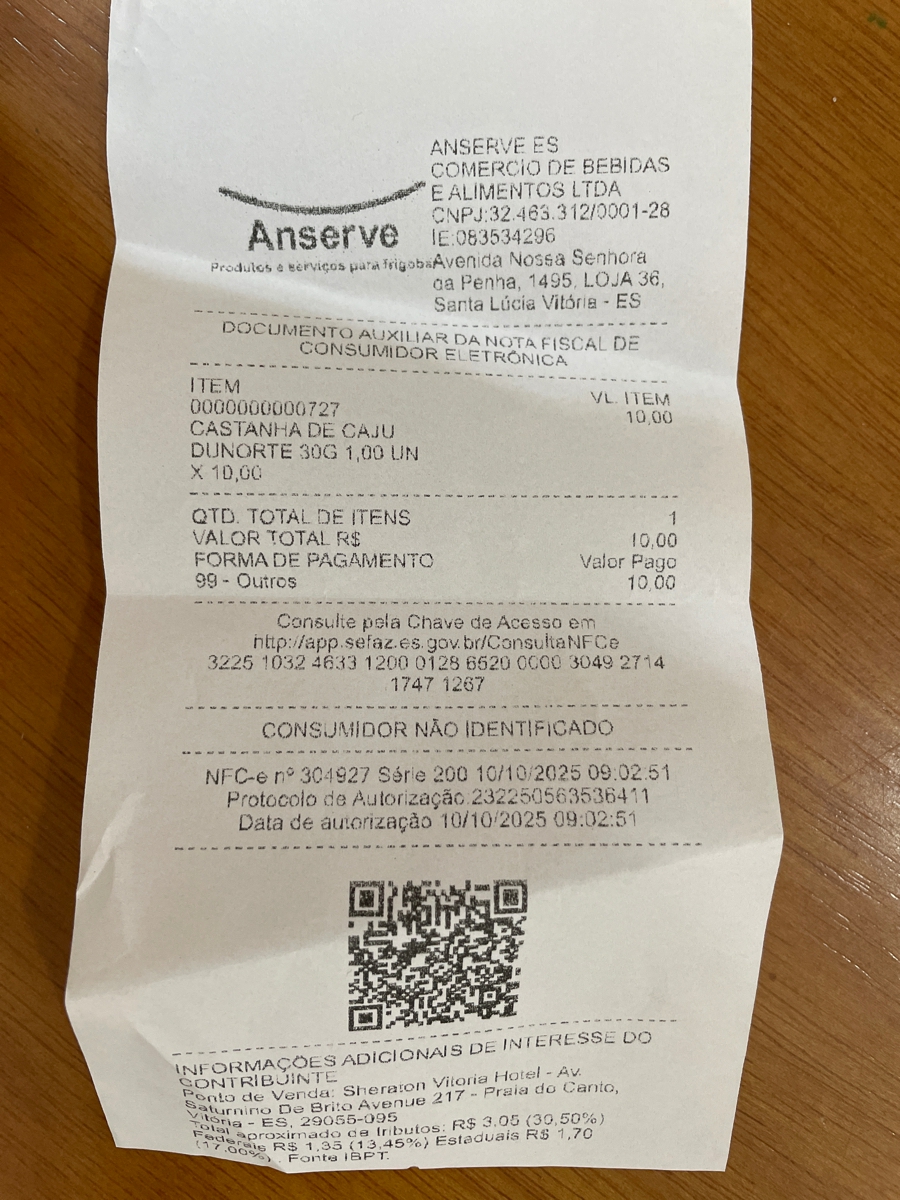 ANSERVE ES
COMERCIO DE BEBIDAS
E ALIMENTOS LTDA
CNPJ:32.463.312/0001-28
IE:083534296
Avenida Nossa Senhora
da Penha, 1495, LOJA 36,
Santa Lúcia Vitória - ES
Anserve
Produtos e serviços para frigoba
DOCUMENTO AUXILIAR DA NOTA FISCAL DE
CONSUMIDOR ELETRÔNICA
ITEM VL. ITEM
0000000000727 10,00
CASTANHA DE CAJU
DUNORTE 30G 1,00 UN
X 10,00
QTD. TOTAL DE ITENS 1
VALOR TOTAL R$ 10,00
FORMA DE PAGAMENTO Valor Pago
99 - Outros 10,00
Consulte pela Chave de Acesso em
http://app.sefaz.es.gov.br/ConsultaNFCe
3225 1032 4633 1200 0128 6520 0000 3049 2714
1747 1267
CONSUMIDOR NÃO IDENTIFICADO
NFC-e nº 304927 Série 200 10/10/2025 09:02:51
Protocolo de Autorização:232250563536411
Data de autorização 10/10/2025 09:02:51
INFORMAÇÕES ADICIONAIS DE INTERESSE DO
CONTRIBUINTE
Ponto de Venda: Sheraton Vitoria Hotel - Av.
Saturnino De Brito Avenue 217 - Praia do Canto,
Vitória - ES, 29055-095
Total aproximado de tributos: R$ 3,05 (30,50%)
Federais R$ 1,35 (13,45%) Estaduais R$ 1,70
(17,00%) . Fonte IBPT.